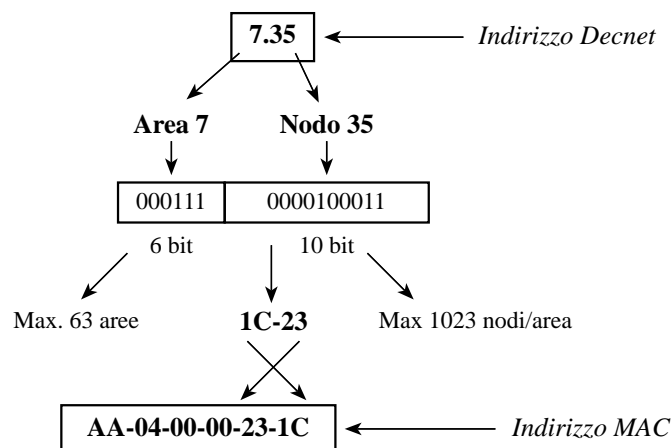 7.35
Indirizzo Decnet
Area 7
Nodo 35
000111
0000100011
6 bit
10 bit
Max. 63 aree
1C-23
Max 1023 nodi/area
AA-04-00-00-23-1C
Indirizzo MAC